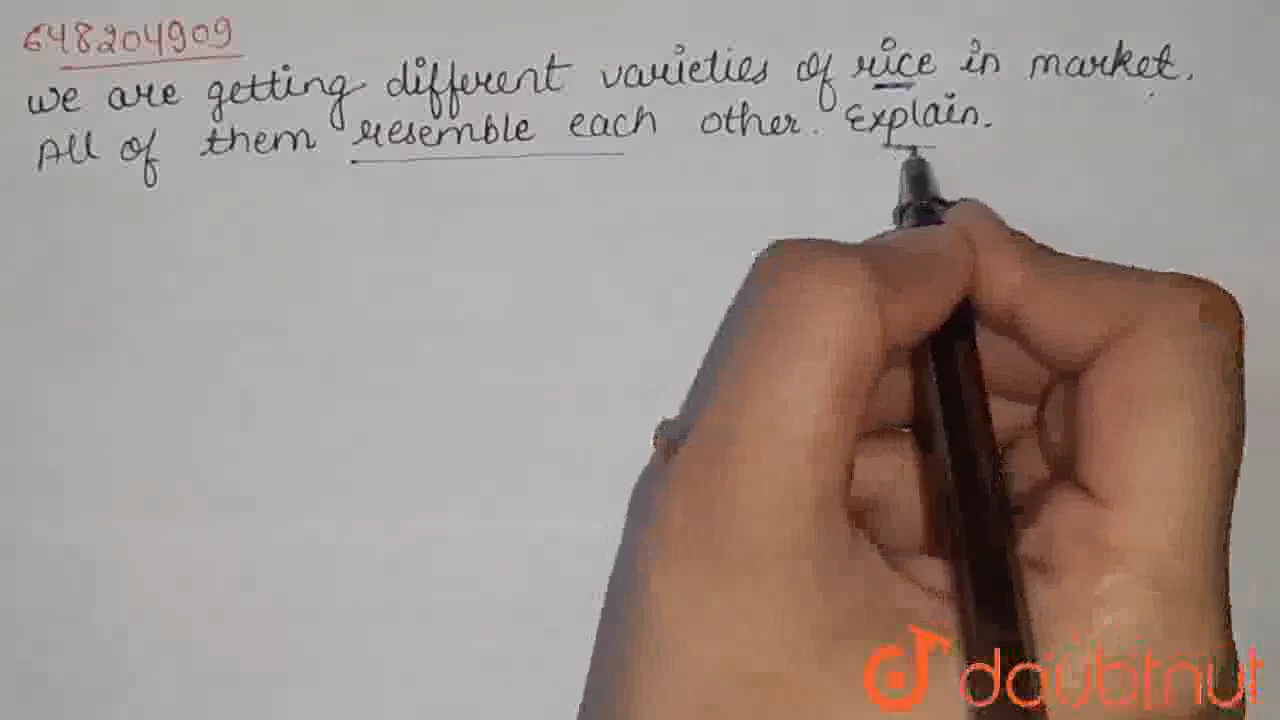 648204909
we are getting different varieties of rice in market.
All of them resemble each other. Explain.
doubtnut